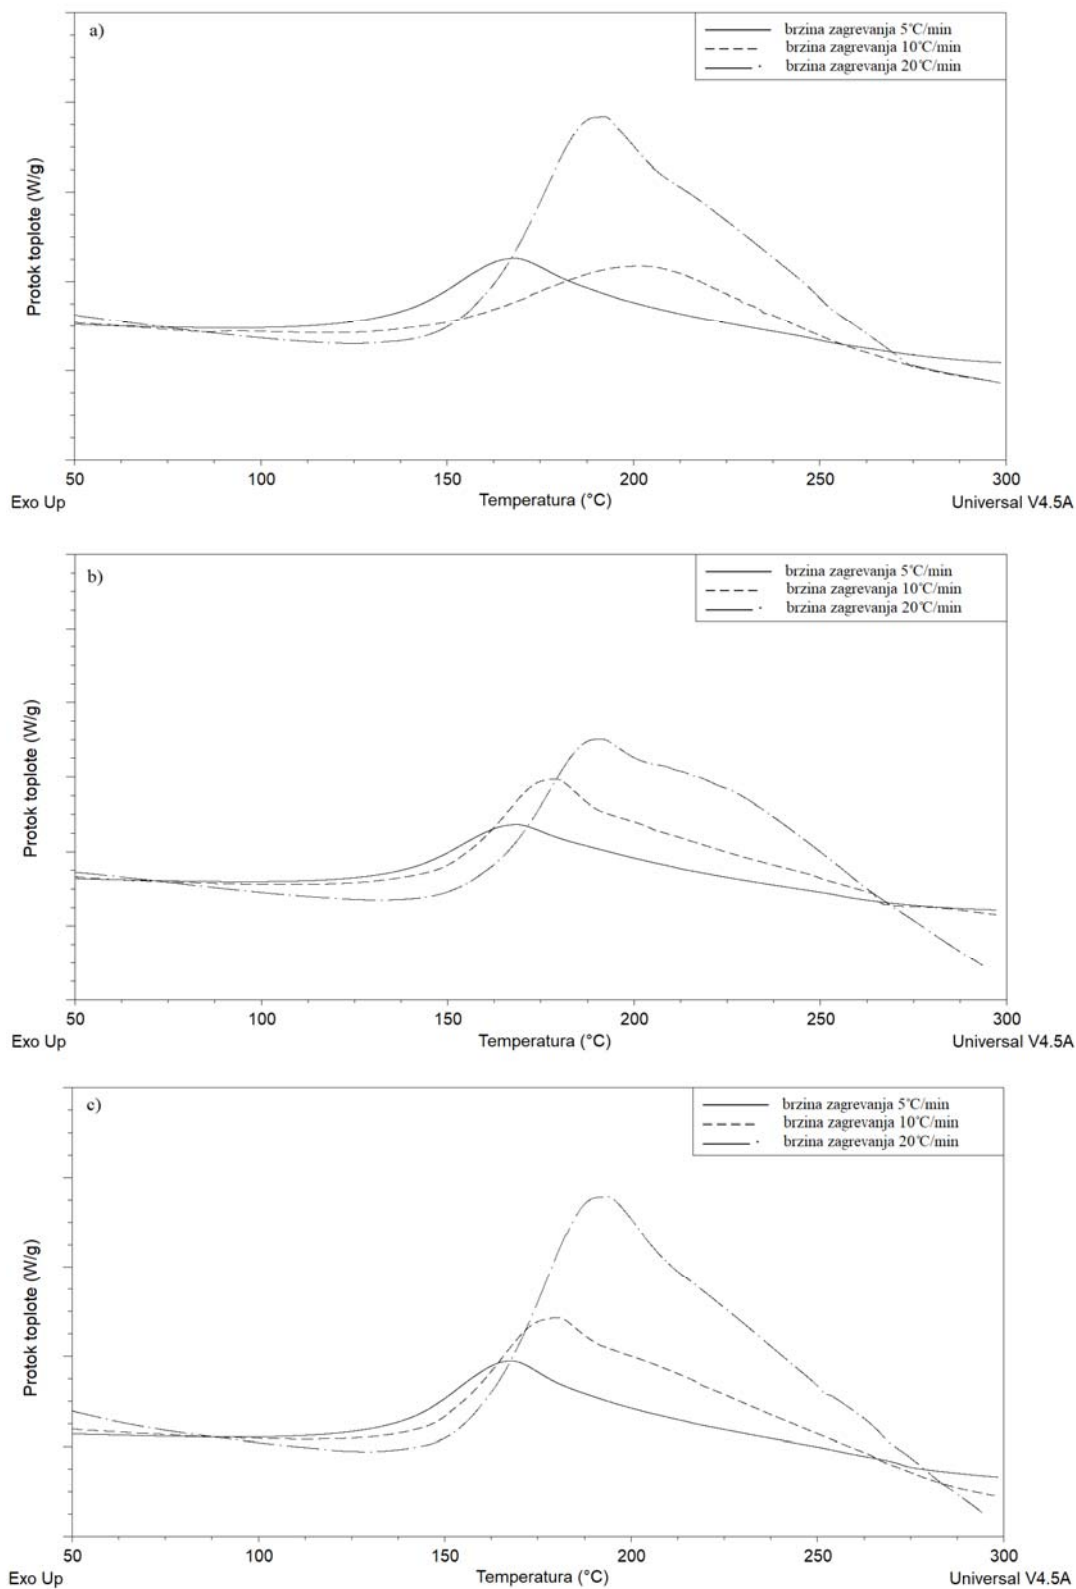 a)
brzina zagrevanja 5°C/min
brzina zagrevanja 10°C/min
brzina zagrevanja 20°C/min
Protok toplote (W/g)
50 100 150 200 250 300
Exo Up Temperatura (°C) Universal V4.5A
b)
brzina zagrevanja 5°C/min
brzina zagrevanja 10°C/min
brzina zagrevanja 20°C/min
Protok toplote (W/g)
50 100 150 200 250 300
Exo Up Temperatura (°C) Universal V4.5A
c)
brzina zagrevanja 5°C/min
brzina zagrevanja 10°C/min
brzina zagrevanja 20°C/min
Protok toplote (W/g)
50 100 150 200 250 300
Exo Up Temperatura (°C) Universal V4.5A